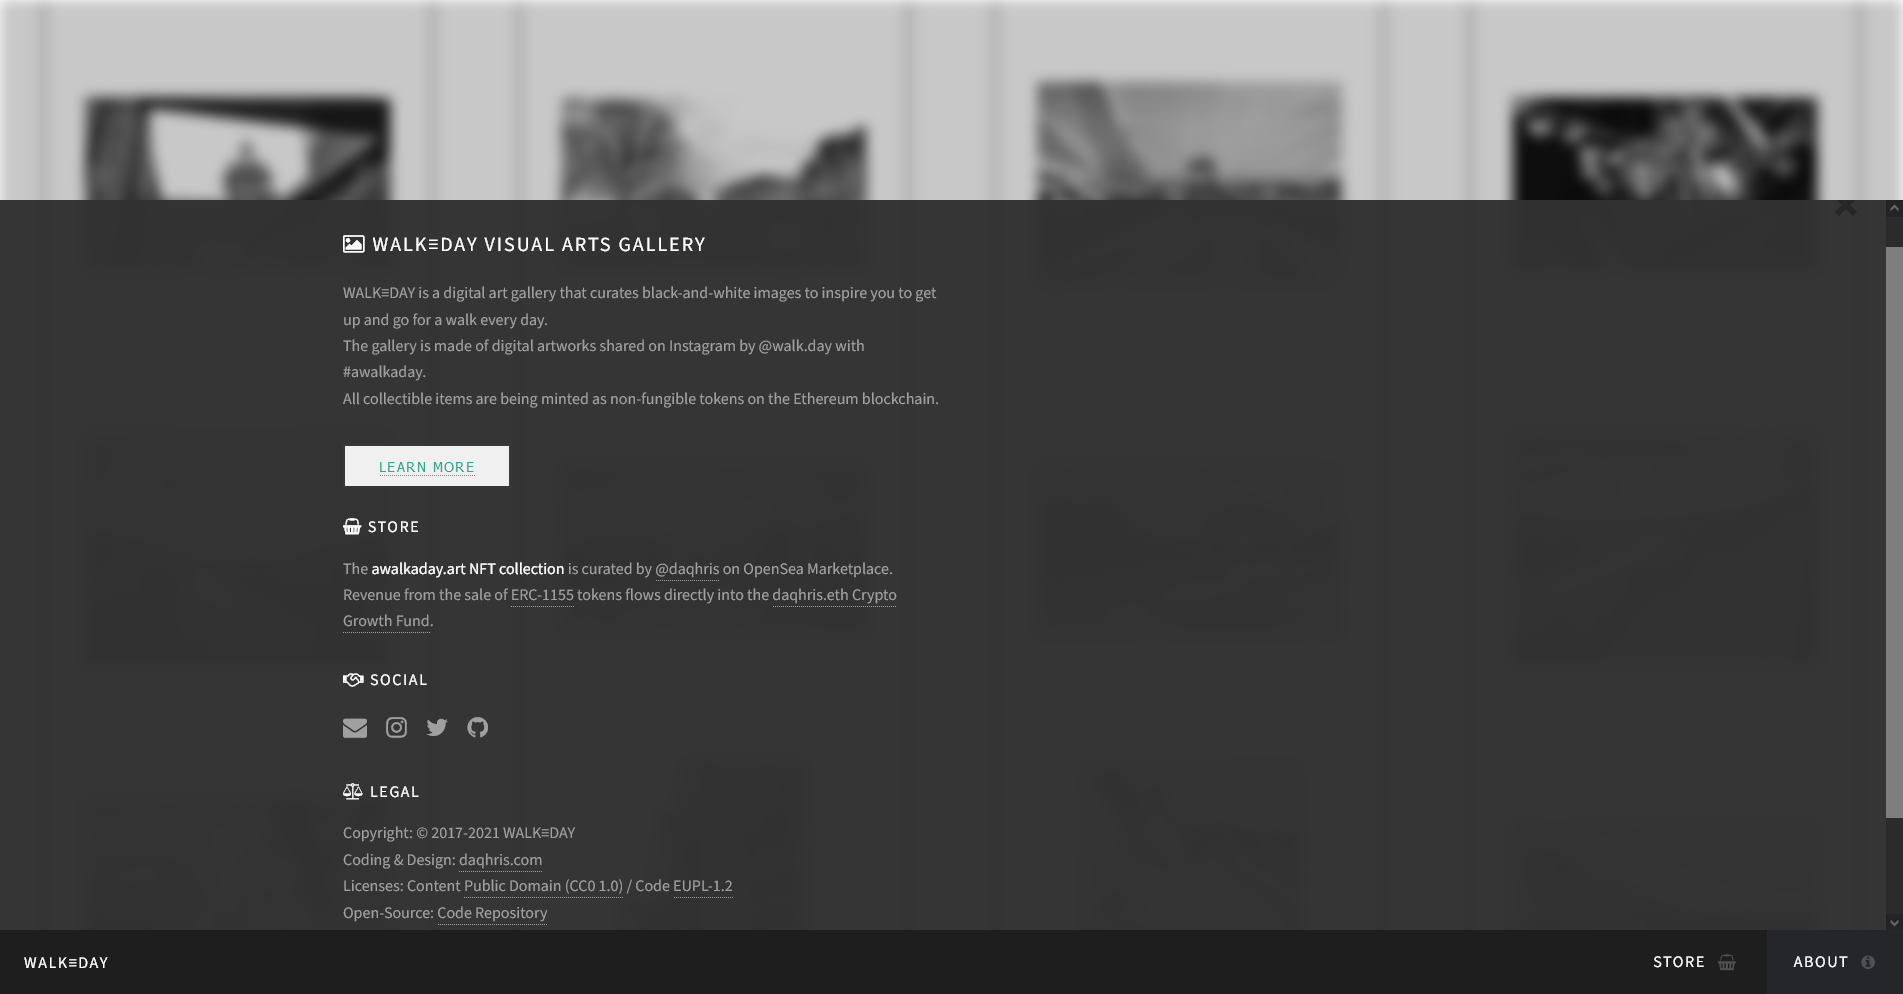 WALK≡DAY VISUAL ARTS GALLERY
WALK≡DAY is a digital art gallery that curates black-and-white images to inspire you to get
up and go for a walk every day.
The gallery is made of digital artworks shared on Instagram by @walk.day with
#awalkaday.
All collectible items are being minted as non-fungible tokens on the Ethereum blockchain.
LEARN MORE
STORE
The awalkaday.art NFT collection is curated by @daqhris on OpenSea Marketplace.
Revenue from the sale of ERC-1155 tokens flows directly into the daqhris.eth Crypto
Growth Fund.
SOCIAL
LEGAL
Copyright: © 2017-2021 WALK≡DAY
Coding & Design: daqhris.com
Licenses: Content Public Domain (CC0 1.0) / Code EUPL-1.2
Open-Source: Code Repository
WALK≡DAY
STORE
ABOUT